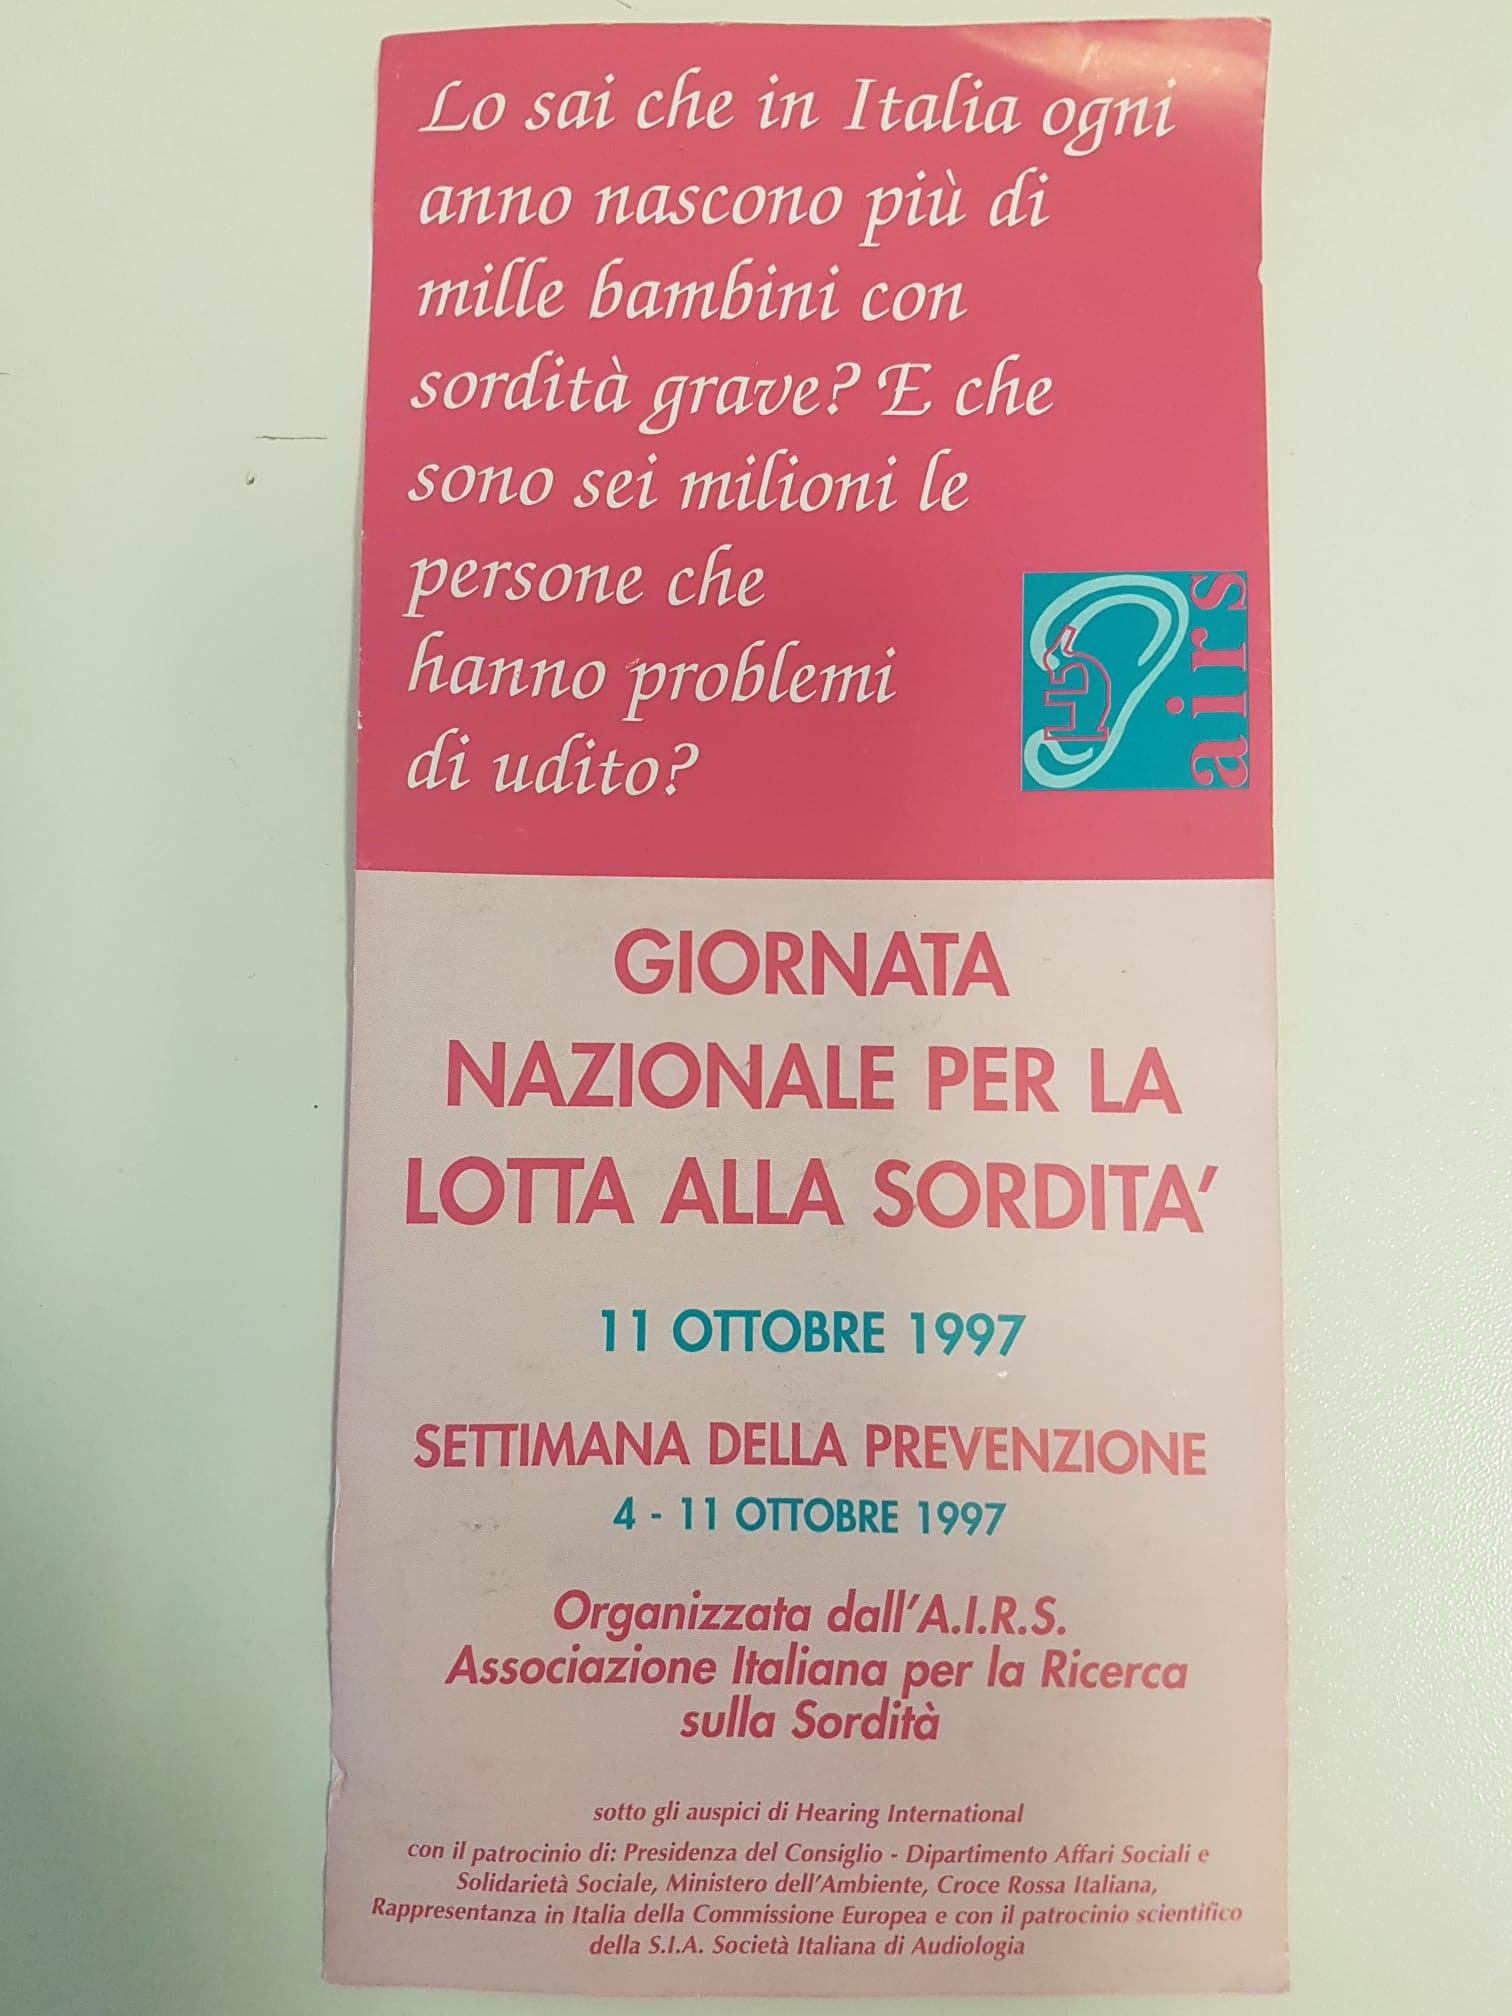 Lo sai che in Italia ogni
anno nascono più di
mille bambini con
sordità grave? E che
sono sei milioni le
persone che
hanno problemi
di udito?
airs
GIORNATA
NAZIONALE PER LA
LOTTA ALLA SORDITA'
11 OTTOBRE 1997
SETTIMANA DELLA PREVENZIONE
4 - 11 OTTOBRE 1997
Organizzata dall'A.I.R.S.
Associazione Italiana per la Ricerca
sulla Sordità
sotto gli auspici di Hearing International
con il patrocinio di: Presidenza del Consiglio - Dipartimento Affari Sociali e
Solidarietà Sociale, Ministero dell'Ambiente, Croce Rossa Italiana,
Rappresentanza in Italia della Commissione Europea e con il patrocinio scientifico
della S.I.A. Società Italiana di Audiologia